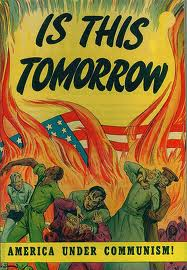 IS THIS
TOMORROW
AMERICA UNDER COMMUNISM!